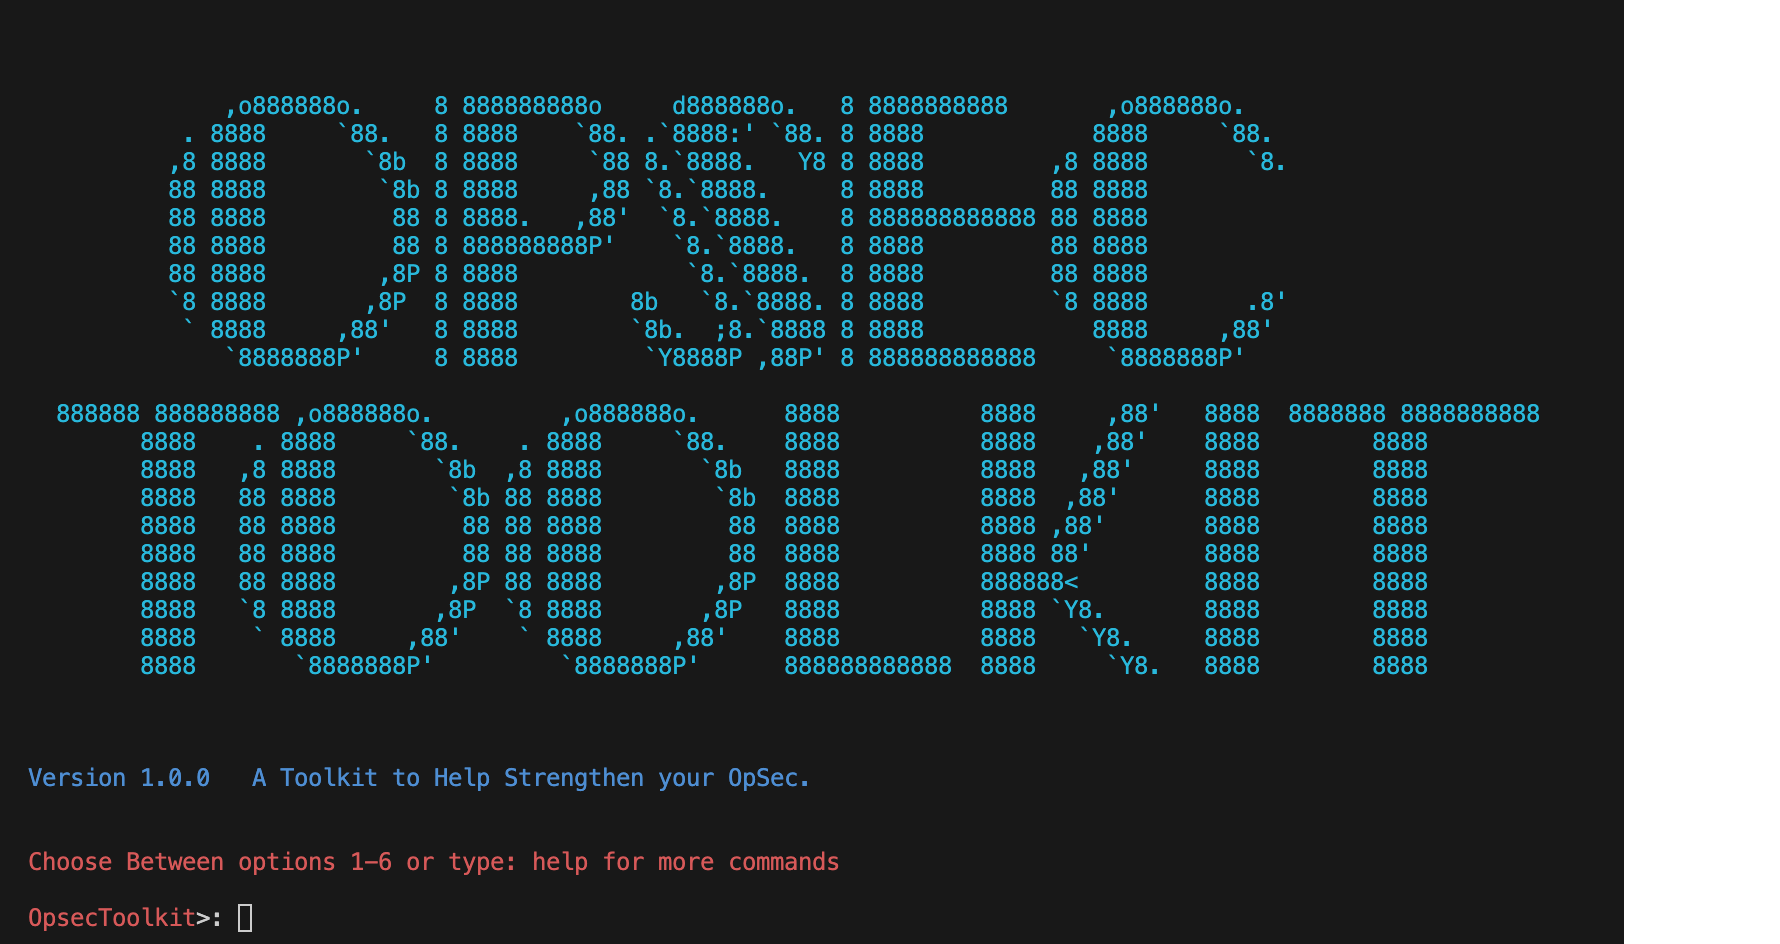 OPSEC
TOOLKIT
Version 1.0.0   A Toolkit to Help Strengthen your OpSec.
Choose Between options 1-6 or type: help for more commands
OpsecToolkit>: